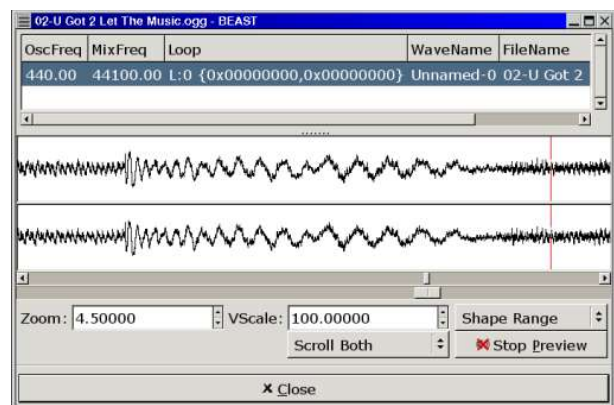 02-U Got 2 Let The Music.ogg - BEAST
OscFreq MixFreq Loop WaveName FileName
440.00 44100.00 L:0 {0x00000000,0x00000000} Unnamed-0 02-U Got 2
Zoom: 4.50000 VScale: 100.00000 Shape Range
Scroll Both Stop Preview
Close